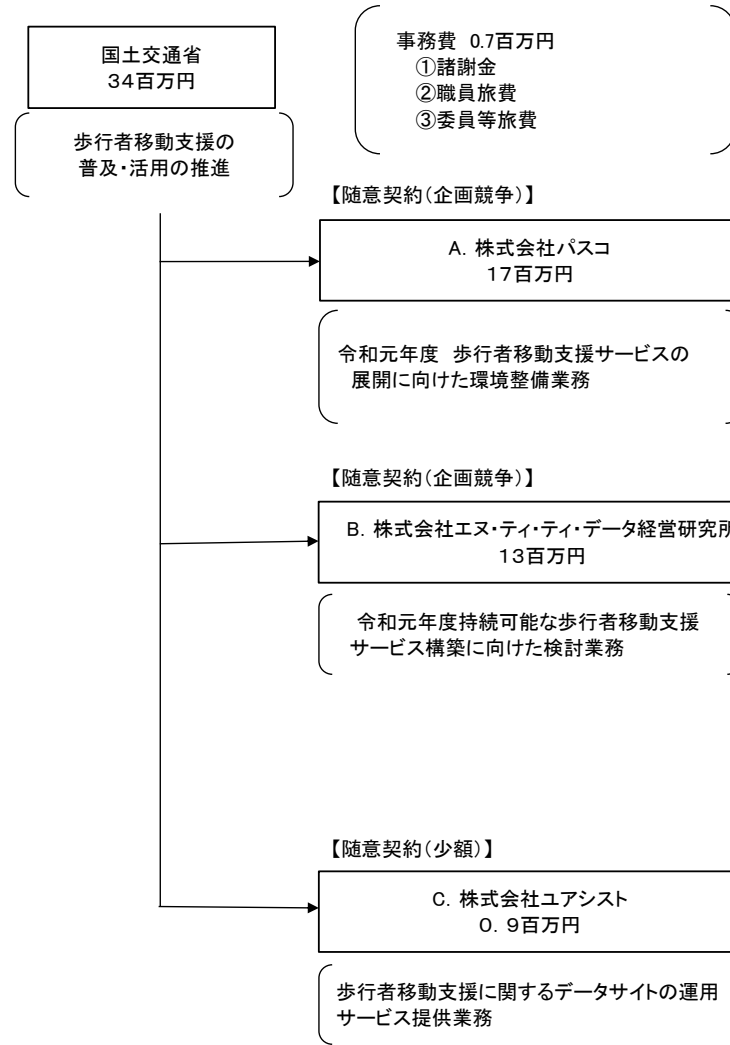 国土交通省
34百万円
歩行者移動支援の
普及・活用の推進
事務費 0.7百万円
①諸謝金
②職員旅費
③委員等旅費
【随意契約(企画競争)】
A. 株式会社パスコ
17百万円
令和元年度 歩行者移動支援サービスの
展開に向けた環境整備業務
【随意契約(企画競争)】
B. 株式会社エヌ・ティ・ティ・データ経営研究所
13百万円
令和元年度持続可能な歩行者移動支援
サービス構築に向けた検討業務
【随意契約(少額)】
C. 株式会社ユアシスト
0. 9百万円
歩行者移動支援に関するデータサイトの運用
サービス提供業務